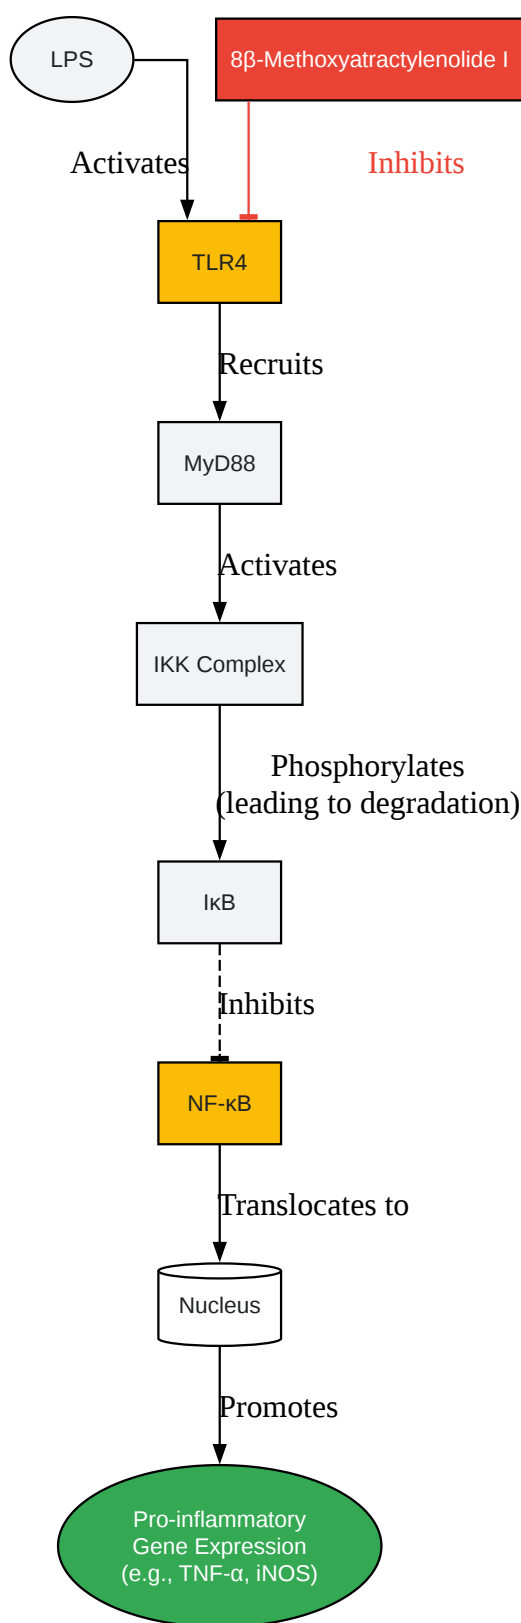 LPS
8β-Methoxyatractylenolide I
Activates
Inhibits
TLR4
Recruits
MyD88
Activates
IKK Complex
Phosphorylates
(leading to degradation)
IκB
Inhibits
NF-κB
Translocates to
Nucleus
Promotes
Pro-inflammatory
Gene Expression
(e.g., TNF-α, iNOS)